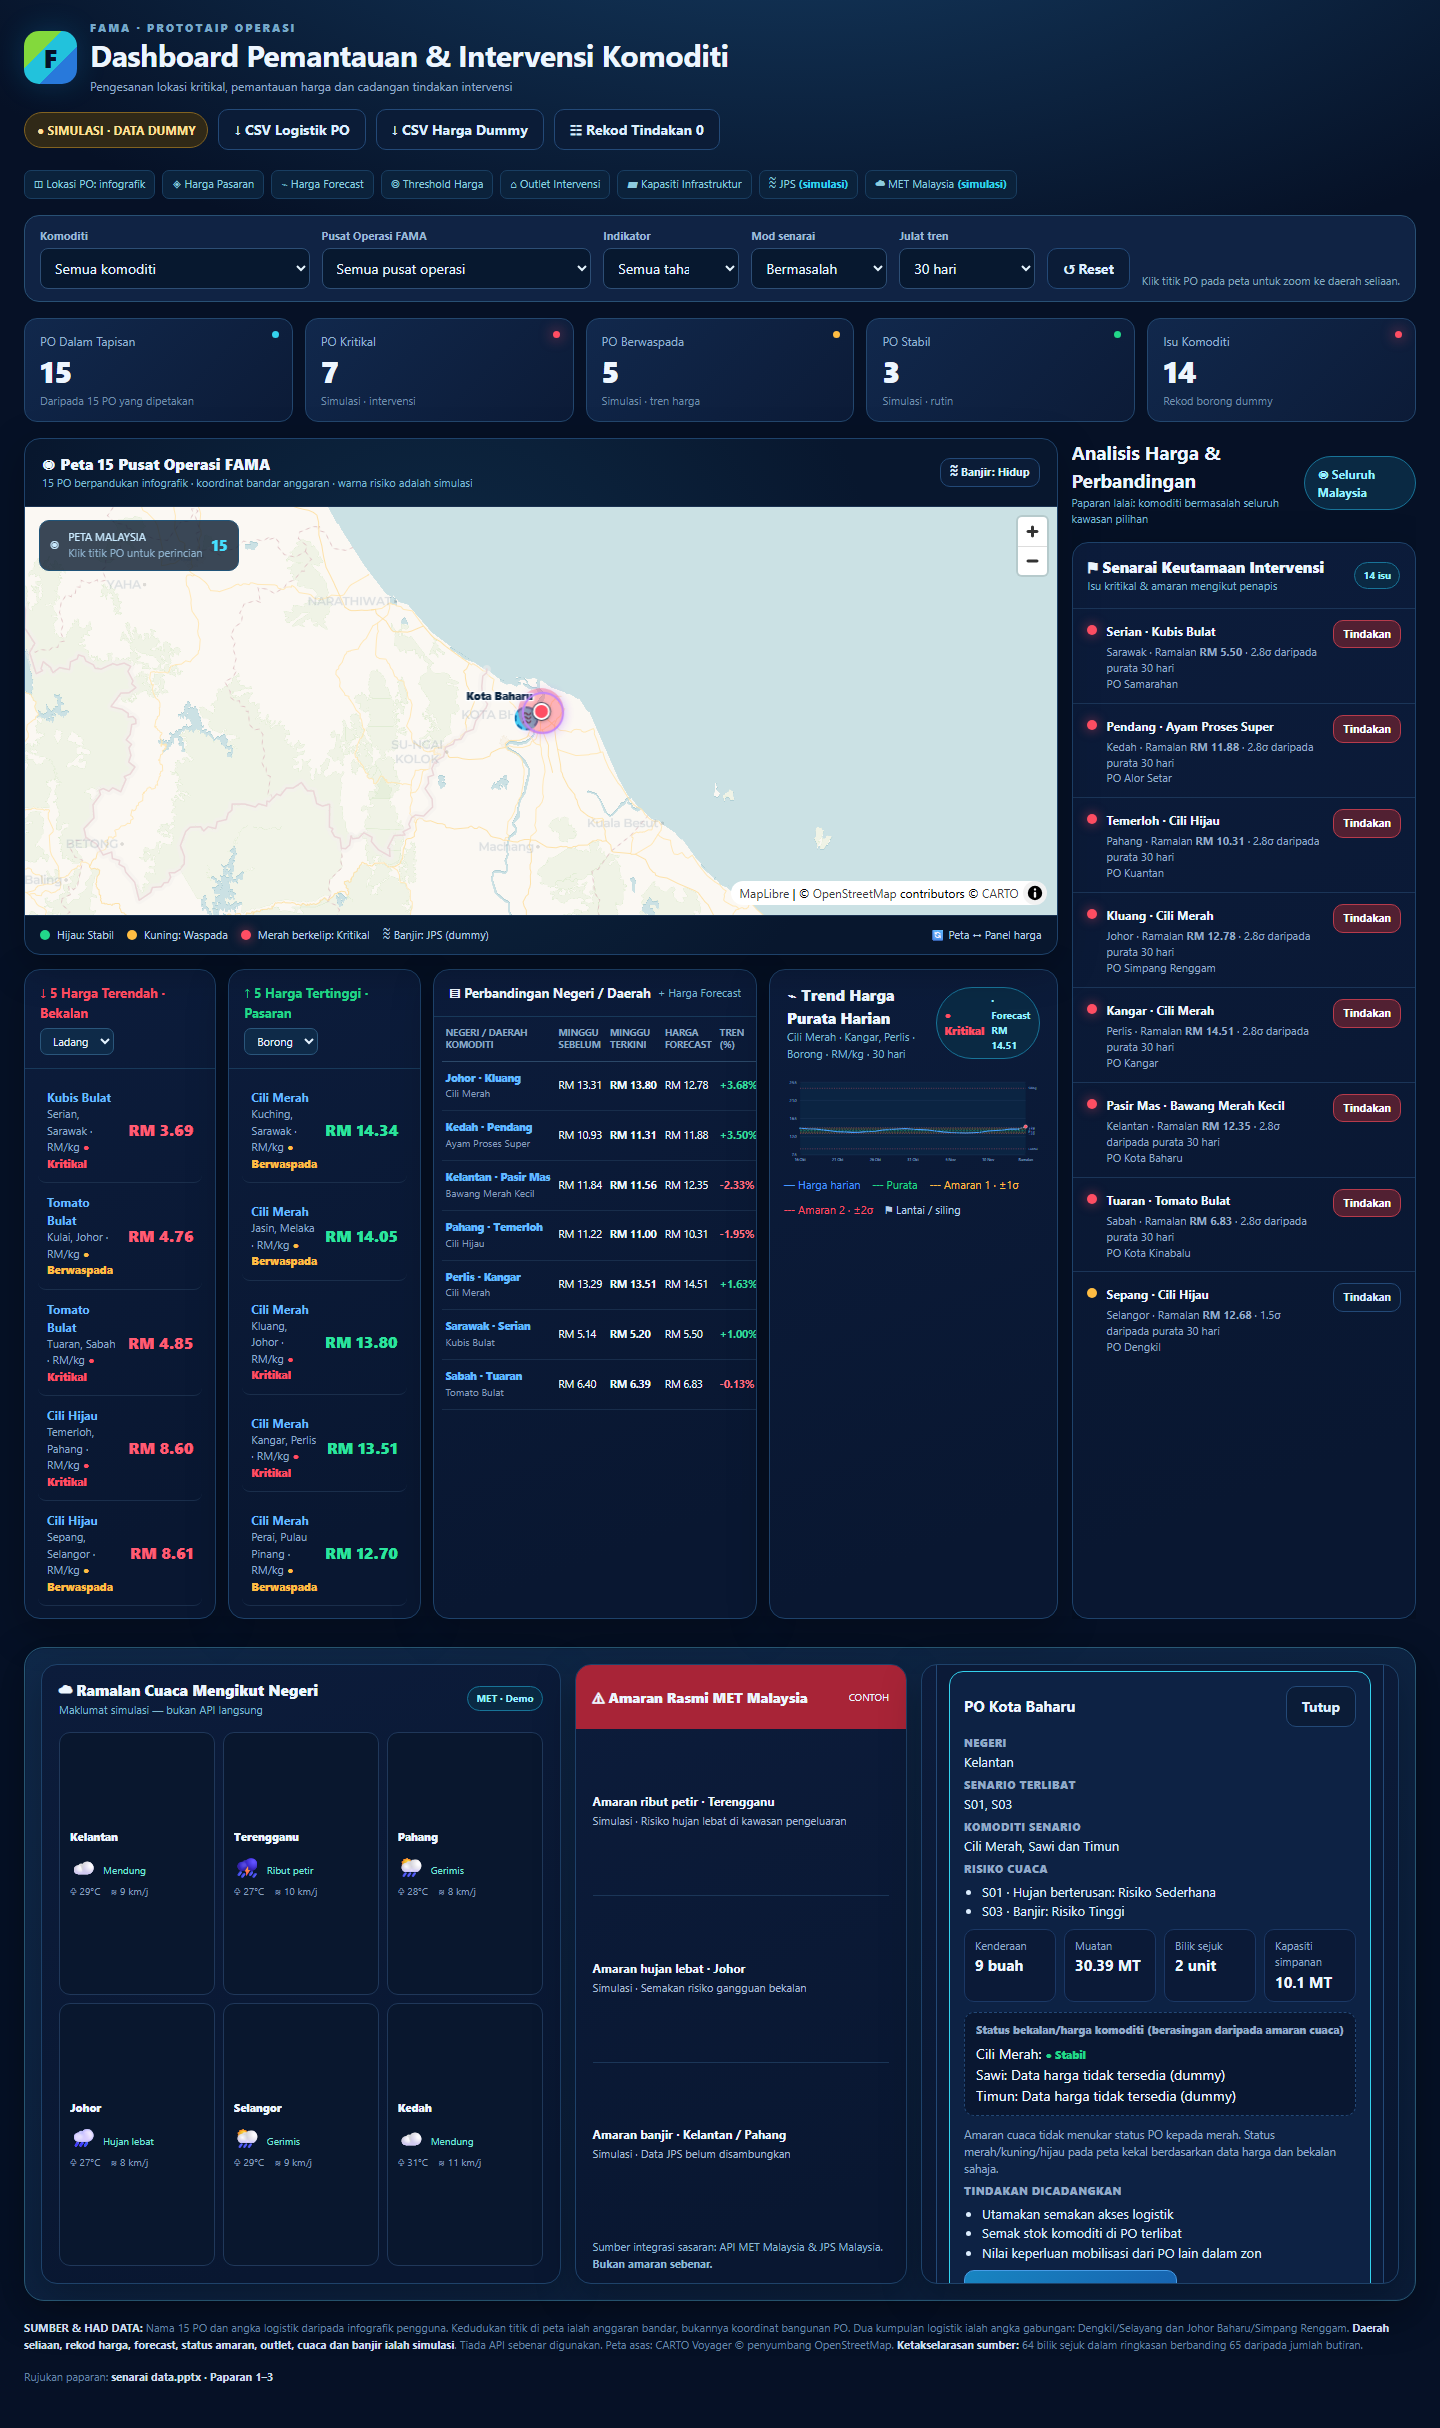 FAMA · PROTOTAIP OPERASI
F
Dashboard Pemantauan & Intervensi Komoditi
Pengesanan lokasi kritikal, pemantauan harga dan cadangan tindakan intervensi
● SIMULASI · DATA DUMMY
↓ CSV Logistik PO
↓ CSV Harga Dummy
☷ Rekod Tindakan 0
Lokasi PO: infografik
Harga Pasaran
Harga Forecast
Threshold Harga
Outlet Intervensi
Kapasiti Infrastruktur
JPS (simulasi)
MET Malaysia (simulasi)
Komoditi
Semua komoditi
Pusat Operasi FAMA
Semua pusat operasi
Indikator
Semua taha
Mod senarai
Bermasalah
Julat tren
30 hari
↺ Reset
Klik titik PO pada peta untuk zoom ke daerah seliaan.
PO Dalam Tapisan
15
Daripada 15 PO yang dipetakan
PO Kritikal
7
Simulasi · intervensi
PO Berwaspada
5
Simulasi · tren harga
PO Stabil
3
Simulasi · rutin
Isu Komoditi
14
Rekod borong dummy
Peta 15 Pusat Operasi FAMA
15 PO berpandukan infografik · koordinat bandar anggaran · warna risiko adalah simulasi
Banjir: Hidup
PETA MALAYSIA
Klik titik PO untuk perincian
15
+
−
YAHA
NARATHIWAT
Kota Baharu
KOTA BH
SU-NGAI
KOLOK
Kuala Besut
Machang
BETONG
Baling
MapLibre | © OpenStreetMap contributors © CARTO
Hijau: Stabil
Kuning: Waspada
Merah berkelip: Kritikal
Banjir: JPS (dummy)
Peta ↔ Panel harga
Analisis Harga &
Perbandingan
Paparan lalai: komoditi bermasalah seluruh
kawasan pilihan
Seluruh
Malaysia
Senarai Keutamaan Intervensi
Isu kritikal & amaran mengikut penapis
14 isu
Serian · Kubis Bulat
Tindakan
Sarawak · Ramalan RM 5.50 · 2.8σ daripada
purata 30 hari
PO Samarahan
Pendang · Ayam Proses Super
Tindakan
Kedah · Ramalan RM 11.88 · 2.8σ daripada
purata 30 hari
PO Alor Setar
Temerloh · Cili Hijau
Tindakan
Pahang · Ramalan RM 10.31 · 2.8σ daripada
purata 30 hari
PO Kuantan
Kluang · Cili Merah
Tindakan
Johor · Ramalan RM 12.78 · 2.8σ daripada
purata 30 hari
PO Simpang Renggam
Kangar · Cili Merah
Tindakan
Perlis · Ramalan RM 14.51 · 2.8σ daripada
purata 30 hari
PO Kangar
Pasir Mas · Bawang Merah Kecil
Tindakan
Kelantan · Ramalan RM 12.35 · 2.8σ
daripada purata 30 hari
PO Kota Baharu
Tuaran · Tomato Bulat
Tindakan
Sabah · Ramalan RM 6.83 · 2.8σ daripada
purata 30 hari
PO Kota Kinabalu
Sepang · Cili Hijau
Tindakan
Selangor · Ramalan RM 12.68 · 1.5σ
daripada purata 30 hari
PO Dengkil
↓ 5 Harga Terendah ·
Bekalan
Ladang
Kubis Bulat
Serian,
Sarawak ·
RM/kg ●
Kritikal
RM 3.69
Tomato
Bulat
Kulai, Johor ·
RM/kg ●
Berwaspada
RM 4.76
Tomato
Bulat
Tuaran, Sabah
· RM/kg ●
Kritikal
RM 4.85
Cili Hijau
Temerloh,
Pahang ·
RM/kg ●
Kritikal
RM 8.60
Cili Hijau
Sepang,
Selangor ·
RM/kg ●
Berwaspada
RM 8.61
↑ 5 Harga Tertinggi ·
Pasaran
Borong
Cili Merah
Kuching,
Sarawak ·
RM/kg ●
Berwaspada
RM 14.34
Cili Merah
Jasin, Melaka
· RM/kg ●
Berwaspada
RM 14.05
Cili Merah
Kluang,
Johor ·
RM/kg ●
Kritikal
RM 13.80
Cili Merah
Kangar, Perlis
· RM/kg ●
Kritikal
RM 13.51
Cili Merah
Perai, Pulau
Pinang ·
RM/kg ●
Berwaspada
RM 12.70
Perbandingan Negeri / Daerah
+ Harga Forecast
NEGERI / DAERAH KOMODITI
MINGGU SEBELUM
MINGGU TERKINI
HARGA FORECAST
TREN (%)
Johor · Kluang
Cili Merah
RM 13.31 RM 13.80 RM 12.78 +3.68%
Kedah · Pendang
Ayam Proses Super
RM 10.93 RM 11.31 RM 11.88 +3.50%
Kelantan · Pasir Mas
Bawang Merah Kecil
RM 11.84 RM 11.56 RM 12.35 -2.33%
Pahang · Temerloh
Cili Hijau
RM 11.22 RM 11.00 RM 10.31 -1.95%
Perlis · Kangar
Cili Merah
RM 13.29 RM 13.51 RM 14.51 +1.63%
Sarawak · Serian
Kubis Bulat
RM 5.14 RM 5.20 RM 5.50 +1.00%
Sabah · Tuaran
Tomato Bulat
RM 6.40 RM 6.39 RM 6.83 -0.13%
Trend Harga
Purata Harian
Cili Merah · Kangar, Perlis ·
Borong · RM/kg · 30 hari
●
Kritikal
·
Forecast
RM
14.51
Harga harian
Purata
Amaran 1 · ±1σ
Amaran 2 · ±2σ
Lantai / siling
Ramalan Cuaca Mengikut Negeri
Maklumat simulasi — bukan API langsung
MET · Demo
Kelantan
Mendung
29°C ≋ 9 km/j
Terengganu
Ribut petir
27°C ≋ 10 km/j
Pahang
Gerimis
28°C ≋ 8 km/j
Johor
Hujan lebat
27°C ≋ 8 km/j
Selangor
Gerimis
29°C ≋ 9 km/j
Kedah
Mendung
31°C ≋ 11 km/j
⚠ Amaran Rasmi MET Malaysia
CONTOH
Amaran ribut petir · Terengganu
Simulasi · Risiko hujan lebat di kawasan pengeluaran
Amaran hujan lebat · Johor
Simulasi · Semakan risiko gangguan bekalan
Amaran banjir · Kelantan / Pahang
Simulasi · Data JPS belum disambungkan
Sumber integrasi sasaran: API MET Malaysia & JPS Malaysia.
Bukan amaran sebenar.
PO Kota Baharu
Tutup
NEGERI
Kelantan
SENARIO TERLIBAT
S01, S03
KOMODITI SENARIO
Cili Merah, Sawi dan Timun
RISIKO CUACA
• S01 · Hujan berterusan: Risiko Sederhana
• S03 · Banjir: Risiko Tinggi
Kenderaan
9 buah
Muatan
30.39 MT
Bilik sejuk
2 unit
Kapasiti
simpanan
10.1 MT
Status bekalan/harga komoditi (berasingan daripada amaran cuaca)
Cili Merah: ● Stabil
Sawi: Data harga tidak tersedia (dummy)
Timun: Data harga tidak tersedia (dummy)
Amaran cuaca tidak menukar status PO kepada merah. Status
merah/kuning/hijau pada peta kekal berdasarkan data harga dan bekalan
sahaja.
TINDAKAN DICADANGKAN
• Utamakan semakan akses logistik
• Semak stok komoditi di PO terlibat
• Nilai keperluan mobilisasi dari PO lain dalam zon
SUMBER & HAD DATA: Nama 15 PO dan angka logistik daripada infografik pengguna. Kedudukan titik di peta ialah anggaran bandar, bukannya koordinat bangunan PO. Dua kumpulan logistik ialah angka gabungan: Dengkil/Selayang dan Johor Baharu/Simpang Renggam. Daerah
seliaan, rekod harga, forecast, status amaran, outlet, cuaca dan banjir ialah simulasi. Tiada API sebenar digunakan. Peta asas: CARTO Voyager © penyumbang OpenStreetMap. Ketakselarasan sumber: 64 bilik sejuk dalam ringkasan berbanding 65 daripada jumlah butiran.
Rujukan paparan: senarai data.pptx · Paparan 1–3